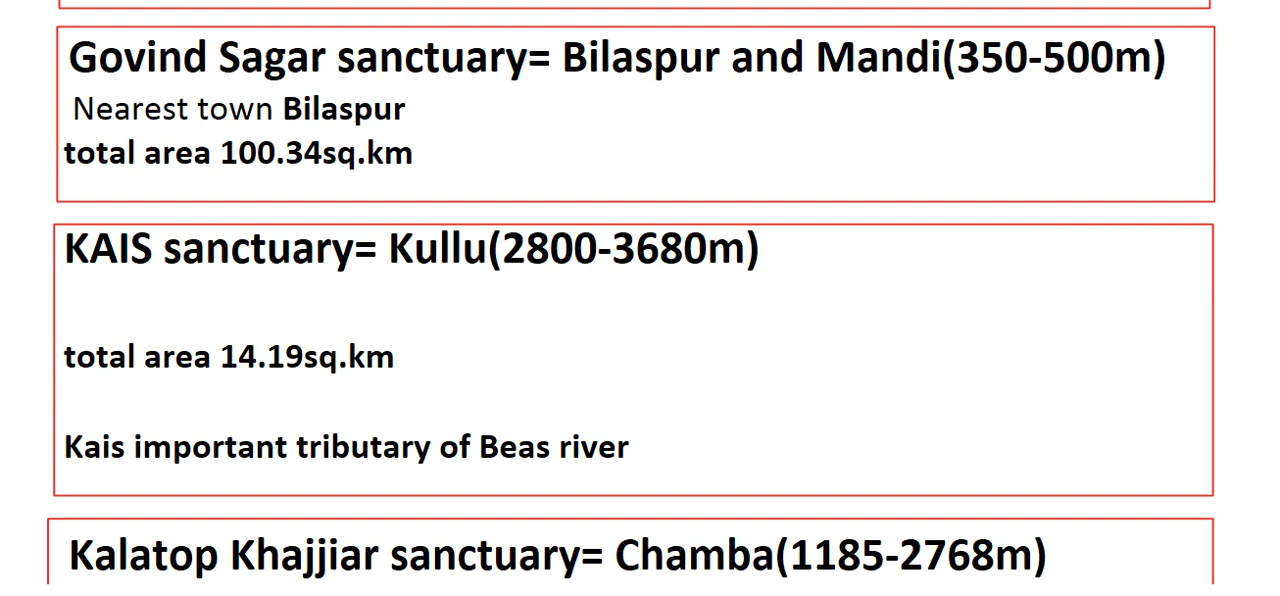 Govind Sagar sanctuary= Bilaspur and Mandi(350-500m)
Nearest town Bilaspur
total area 100.34sq.km
KAIS sanctuary= Kullu(2800-3680m)
total area 14.19sq.km
Kais important tributary of Beas river
Kalatop Khajjiar sanctuary= Chamba(1185-2768m)